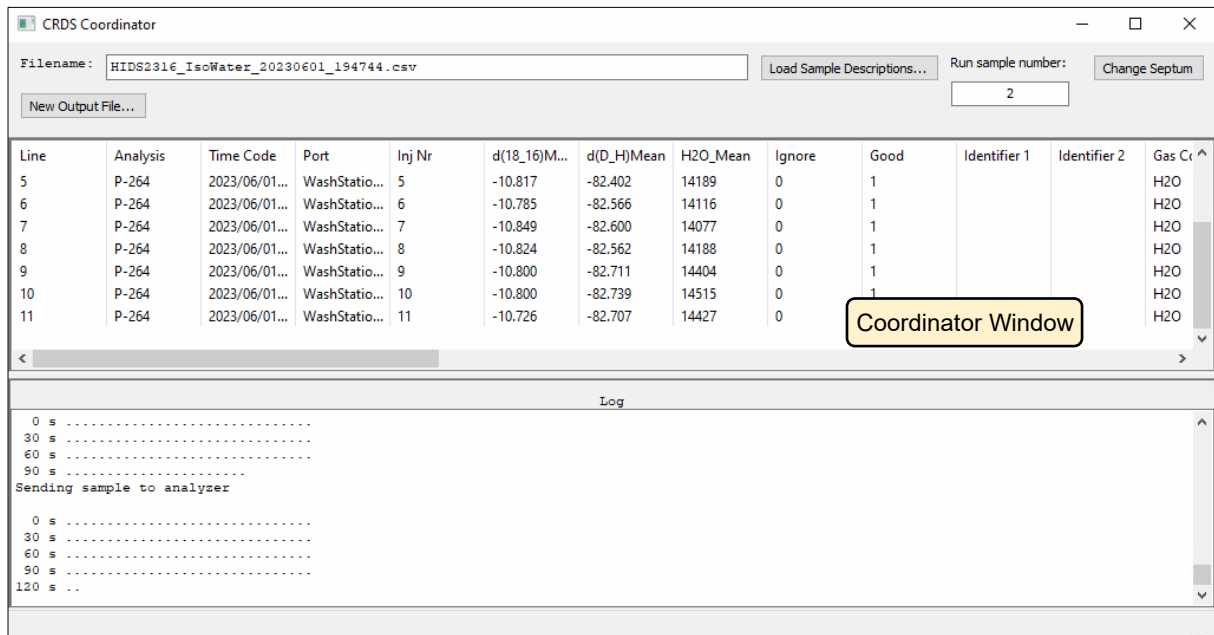 CRDS Coordinator
Filename: HIDS2316_IsoWater_20230601_194744.csv Load Sample Descriptions... Run sample number: Change Septum
2
New Output File...
Line Analysis Time Code Port Inj Nr d(18_16)M... d(D_H)Mean H2O_Mean Ignore Good Identifier 1 Identifier 2 Gas Co
5 P-264 2023/06/01... WashStatio... 5 -10.817 -82.402 14189 0 1 H2O
6 P-264 2023/06/01... WashStatio... 6 -10.785 -82.566 14116 0 1 H2O
7 P-264 2023/06/01... WashStatio... 7 -10.849 -82.600 14077 0 1 H2O
8 P-264 2023/06/01... WashStatio... 8 -10.824 -82.562 14188 0 1 H2O
9 P-264 2023/06/01... WashStatio... 9 -10.800 -82.711 14404 0 1 H2O
10 P-264 2023/06/01... WashStatio... 10 -10.800 -82.739 14515 0 1 H2O
11 P-264 2023/06/01... WashStatio... 11 -10.726 -82.707 14427 0 H2O
Coordinator Window
Log
0 s ..............................
30 s ..............................
60 s ..............................
90 s ......................
Sending sample to analyzer
0 s ..............................
30 s ..............................
60 s ..............................
90 s ..............................
120 s ..